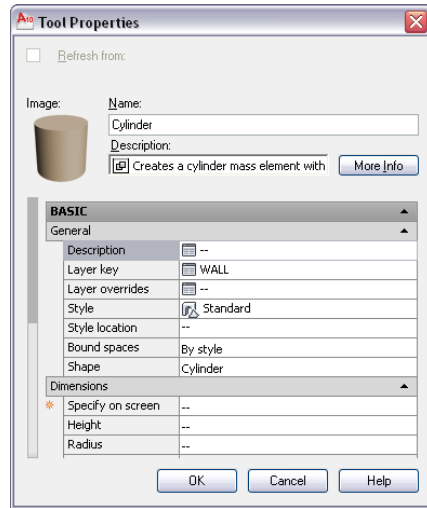 A10 Tool Properties
Refresh from:
Image:
Name:
Cylinder
Description:
Creates a cylinder mass element with
More Info
BASIC
General
Description --
Layer key WALL
Layer overrides --
Style Standard
Style location --
Bound spaces By style
Shape Cylinder
Dimensions
Specify on screen --
Height --
Radius --
OK Cancel Help